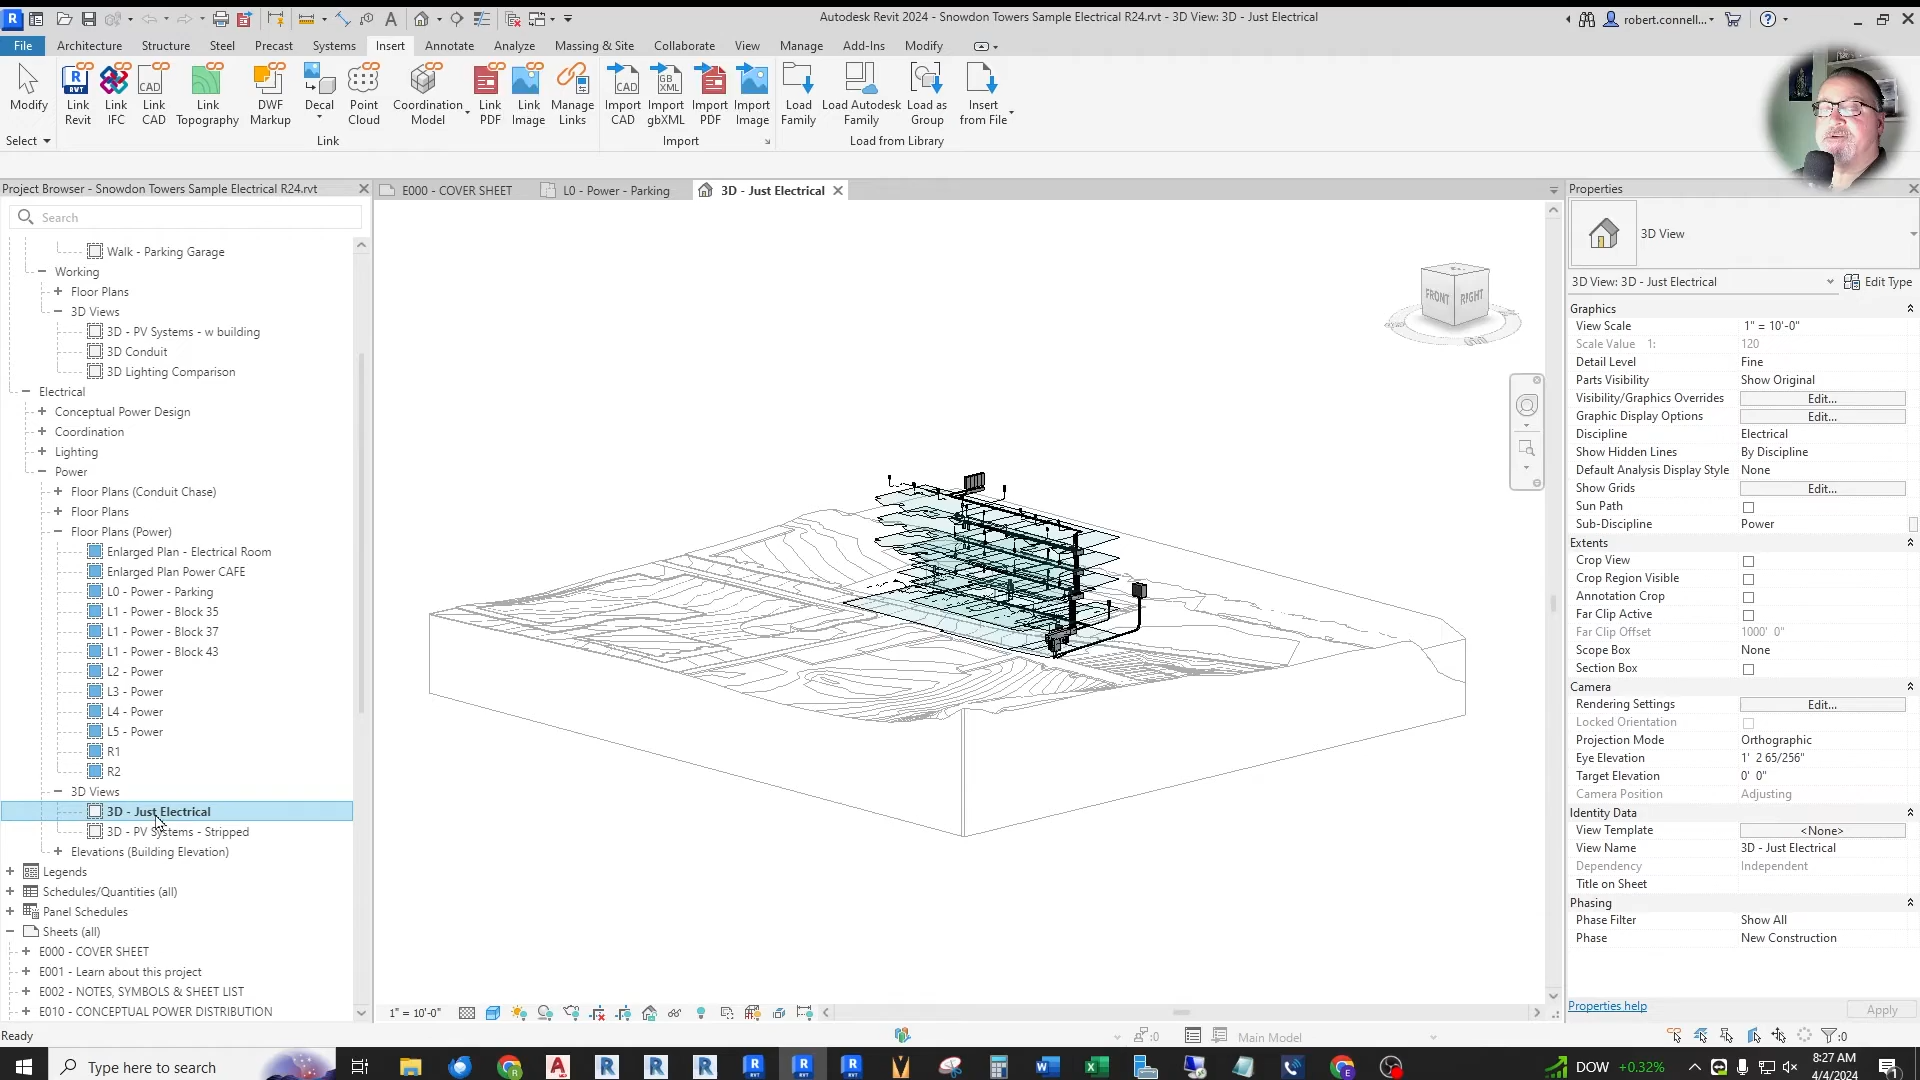 Autodesk Revit 2024 - Snowdon Towers Sample Electrical R24.rvt - 3D View: 3D - Just Electrical
robert.connell...
File Architecture Structure Steel Precast Systems Insert Annotate Analyze Massing & Site Collaborate View Manage Add-Ins Modify
Modify
Link Revit
Link IFC
Link CAD
Link Topography
DWF Markup
Decal
Point Cloud
Coordination Model
Link PDF
Link Image
Manage Links
Import CAD
Import gbXML
Import PDF
Import Image
Load Family
Load Autodesk Family
Load as Group
Insert from File
Select
Link
Import
Load from Library
Project Browser - Snowdon Towers Sample Electrical R24.rvt
Search
Walk - Parking Garage
Working
Floor Plans
3D Views
3D - PV Systems - w building
3D Conduit
3D Lighting Comparison
Electrical
Conceptual Power Design
Coordination
Lighting
Power
Floor Plans (Conduit Chase)
Floor Plans
Floor Plans (Power)
Enlarged Plan - Electrical Room
Enlarged Plan Power CAFE
L0 - Power - Parking
L1 - Power - Block 35
L1 - Power - Block 37
L1 - Power - Block 43
L2 - Power
L3 - Power
L4 - Power
L5 - Power
R1
R2
3D Views
3D - Just Electrical
3D - PV Systems - Stripped
Elevations (Building Elevation)
Legends
Schedules/Quantities (all)
Panel Schedules
Sheets (all)
E000 - COVER SHEET
E001 - Learn about this project
E002 - NOTES, SYMBOLS & SHEET LIST
E010 - CONCEPTUAL POWER DISTRIBUTION
E000 - COVER SHEET
L0 - Power - Parking
3D - Just Electrical
FRONT
RIGHT
1" = 10'-0"
Properties
3D View
3D View: 3D - Just Electrical
Edit Type
Graphics
View Scale 1" = 10'-0"
Scale Value 1: 120
Detail Level Fine
Parts Visibility Show Original
Visibility/Graphics Overrides Edit...
Graphic Display Options Edit...
Discipline Electrical
Show Hidden Lines By Discipline
Default Analysis Display Style None
Show Grids Edit...
Sun Path
Sub-Discipline Power
Extents
Crop View
Crop Region Visible
Annotation Crop
Far Clip Active
Far Clip Offset 1000' 0"
Scope Box None
Section Box
Camera
Rendering Settings Edit...
Locked Orientation
Projection Mode Orthographic
Eye Elevation 1' 2 65/256"
Target Elevation 0' 0"
Camera Position Adjusting
Identity Data
View Template <None>
View Name 3D - Just Electrical
Dependency Independent
Title on Sheet
Phasing
Phase Filter Show All
Phase New Construction
Properties help
Apply
Ready
:0
Main Model
:0
Type here to search
DOW +0.32%
8:27 AM
4/4/2024